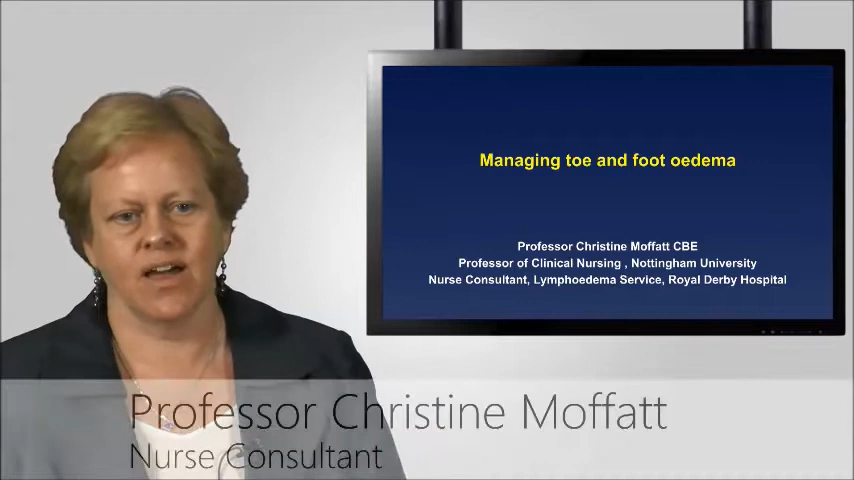 Managing toe and foot oedema
Professor Christine Moffatt CBE
Professor of Clinical Nursing , Nottingham University
Nurse Consultant, Lymphoedema Service, Royal Derby Hospital
Professor Christine Moffatt
Nurse Consultant